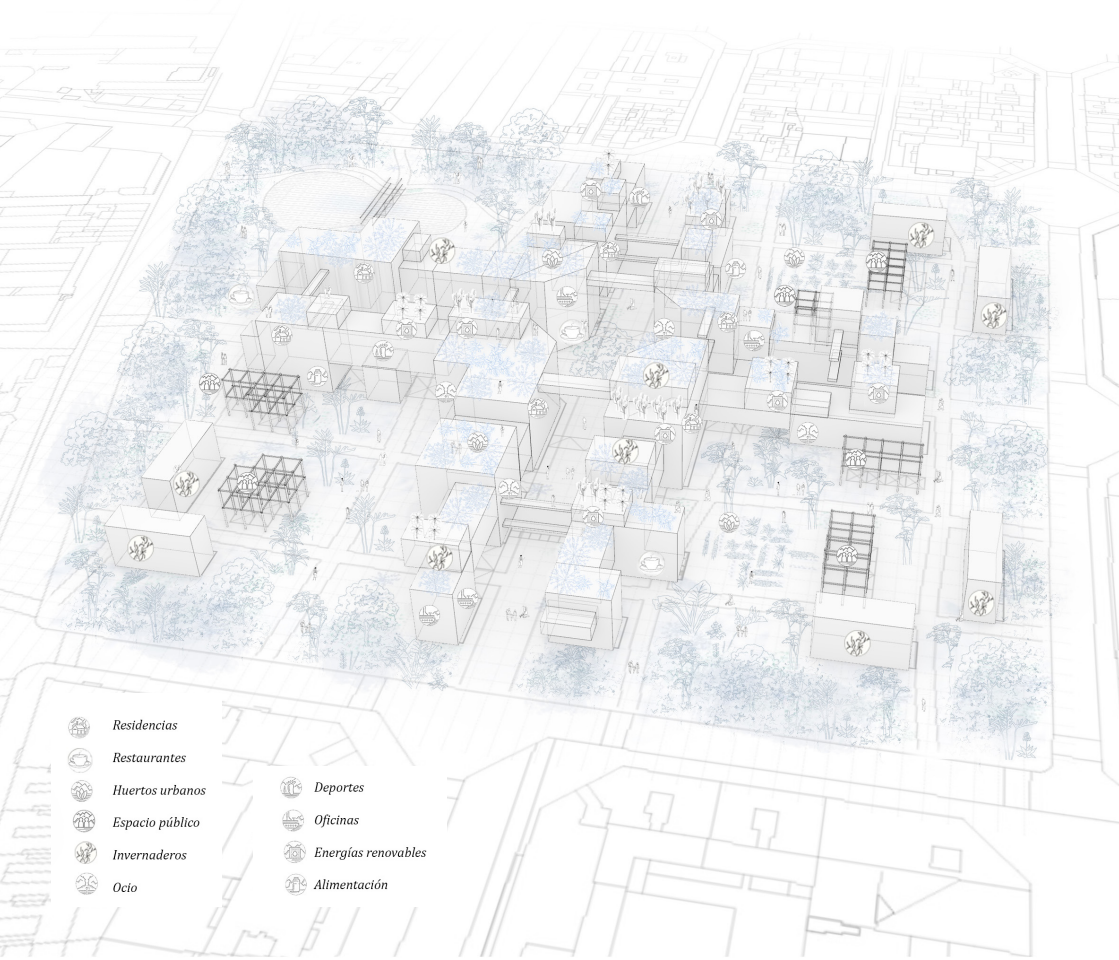 Residencias
Restaurantes
Huertos urbanos
Espacio público
Invernaderos
Ocio
Deportes
Oficinas
Energías renovables
Alimentación